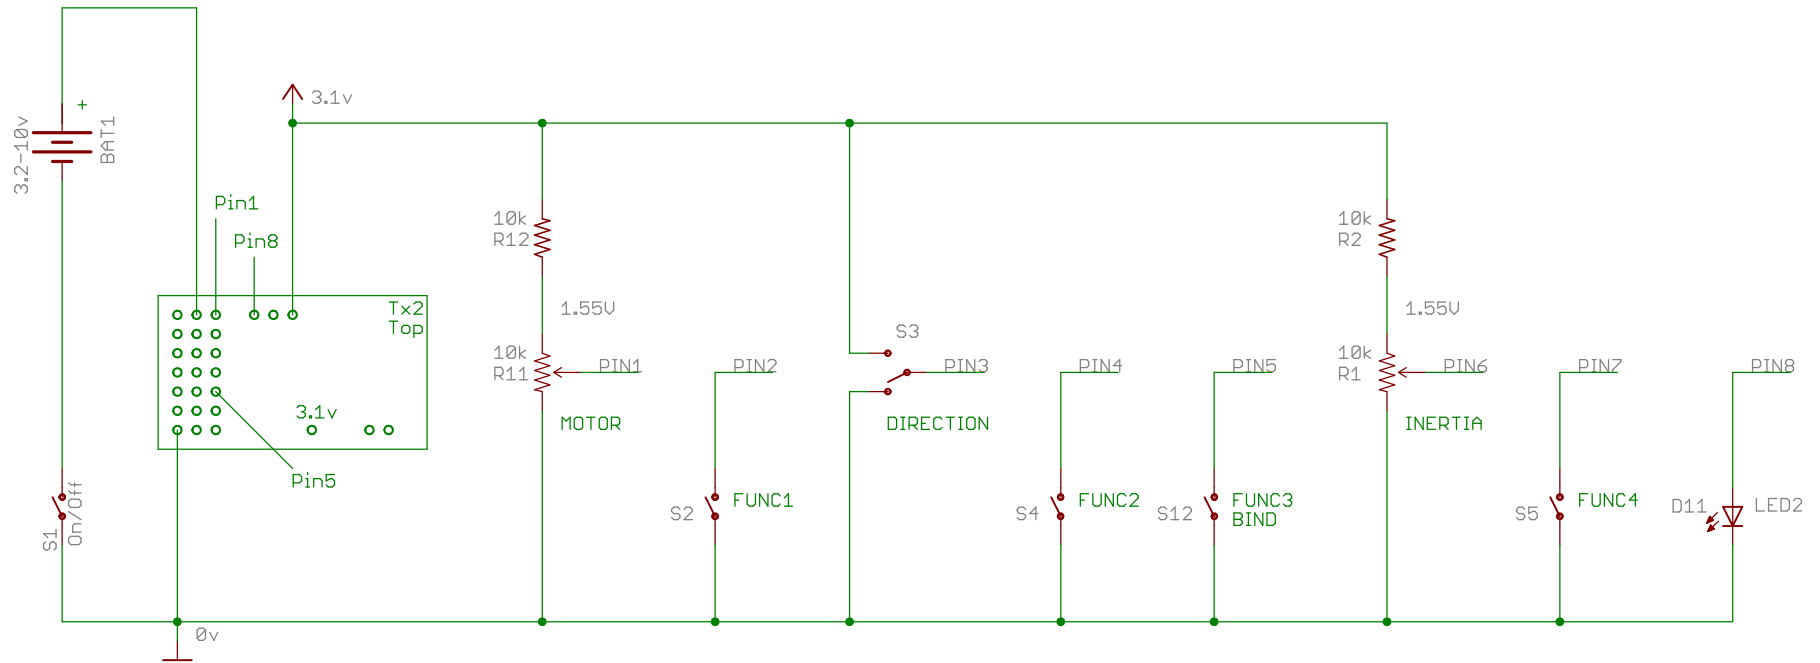 +
3.2-10v
BAT1
3.1v
Pin1
Pin8
Tx2
Top
3.1v
Pin5
S1
On/Off
0v
10k
R12
1.55V
10k
R11
PIN1
MOTOR
PIN2
S2
FUNC1
S3
PIN3
DIRECTION
PIN4
S4
FUNC2
PIN5
S12
FUNC3
BIND
10k
R2
1.55V
10k
R1
PIN6
INERTIA
PIN7
S5
FUNC4
PIN8
D11
LED2